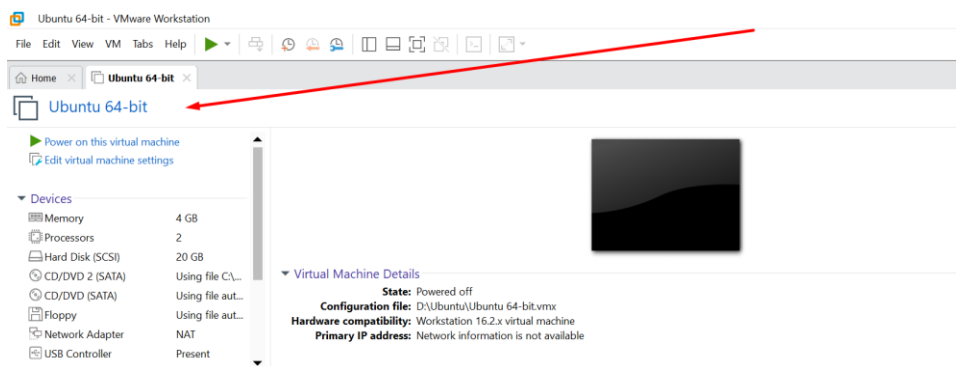 Ubuntu 64-bit - VMware Workstation
File Edit View VM Tabs Help
Home Ubuntu 64-bit
Ubuntu 64-bit
Power on this virtual machine
Edit virtual machine settings
Devices
Memory 4 GB
Processors 2
Hard Disk (SCSI) 20 GB
CD/DVD 2 (SATA) Using file C:\...
CD/DVD (SATA) Using file aut...
Floppy Using file aut...
Network Adapter NAT
USB Controller Present
Virtual Machine Details
State: Powered off
Configuration file: D:\Ubuntu\Ubuntu 64-bit.vmx
Hardware compatibility: Workstation 16.2.x virtual machine
Primary IP address: Network information is not available